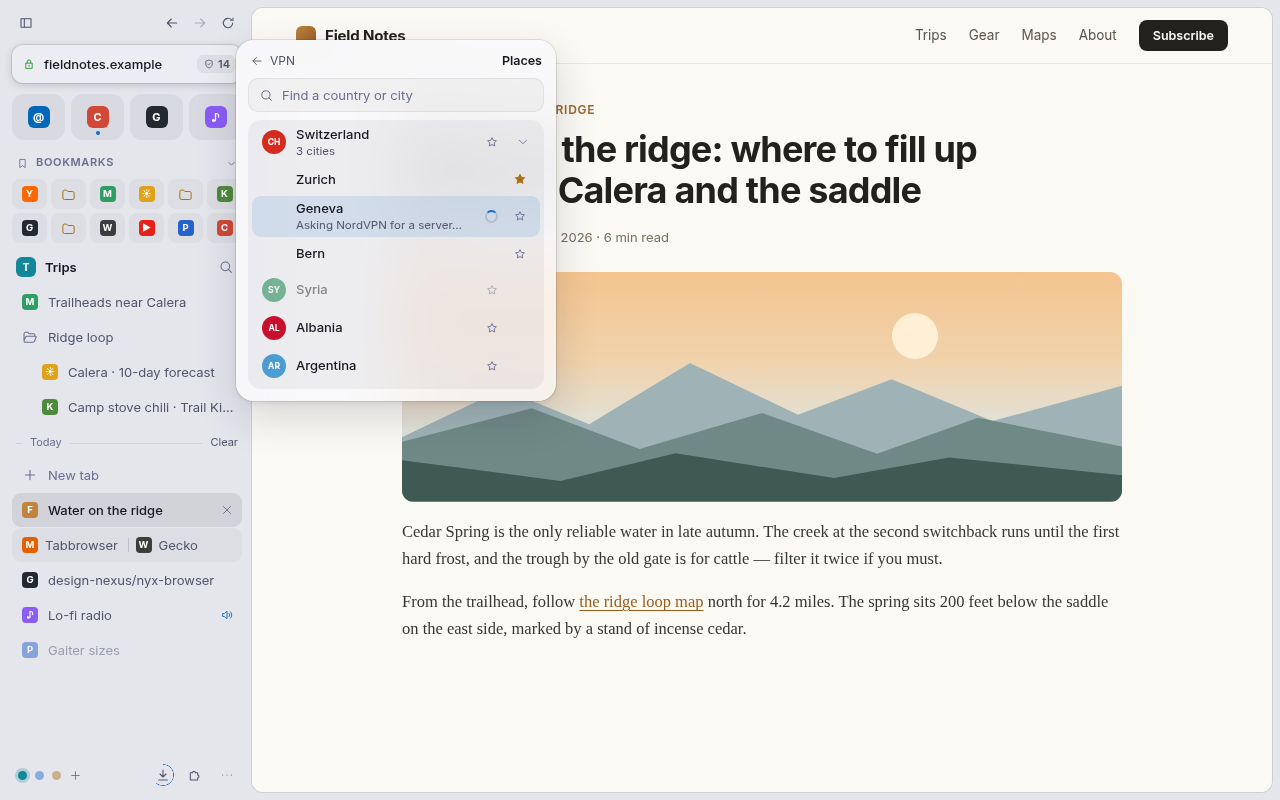 fieldnotes.example
14
@
C
G
BOOKMARKS
Y
M
K
G
W
P
C
T
Trips
M
Trailheads near Calera
Ridge loop
Calera · 10-day forecast
K
Camp stove chili · Trail Ki...
Today
Clear
New tab
F
Water on the ridge
M
Tabbrowser
W
Gecko
G
design-nexus/nyx-browser
Lo-fi radio
P
Gaiter sizes
VPN
Places
Find a country or city
CH
Switzerland
3 cities
Zurich
Geneva
Asking NordVPN for a server...
Bern
SY
Syria
AL
Albania
AR
Argentina
Field Notes
Trips
Gear
Maps
About
Subscribe
RIDGE
the ridge: where to fill up
Calera and the saddle
2026 · 6 min read
Cedar Spring is the only reliable water in late autumn. The creek at the second switchback runs until the first
hard frost, and the trough by the old gate is for cattle — filter it twice if you must.
From the trailhead, follow the ridge loop map north for 4.2 miles. The spring sits 200 feet below the saddle
on the east side, marked by a stand of incense cedar.